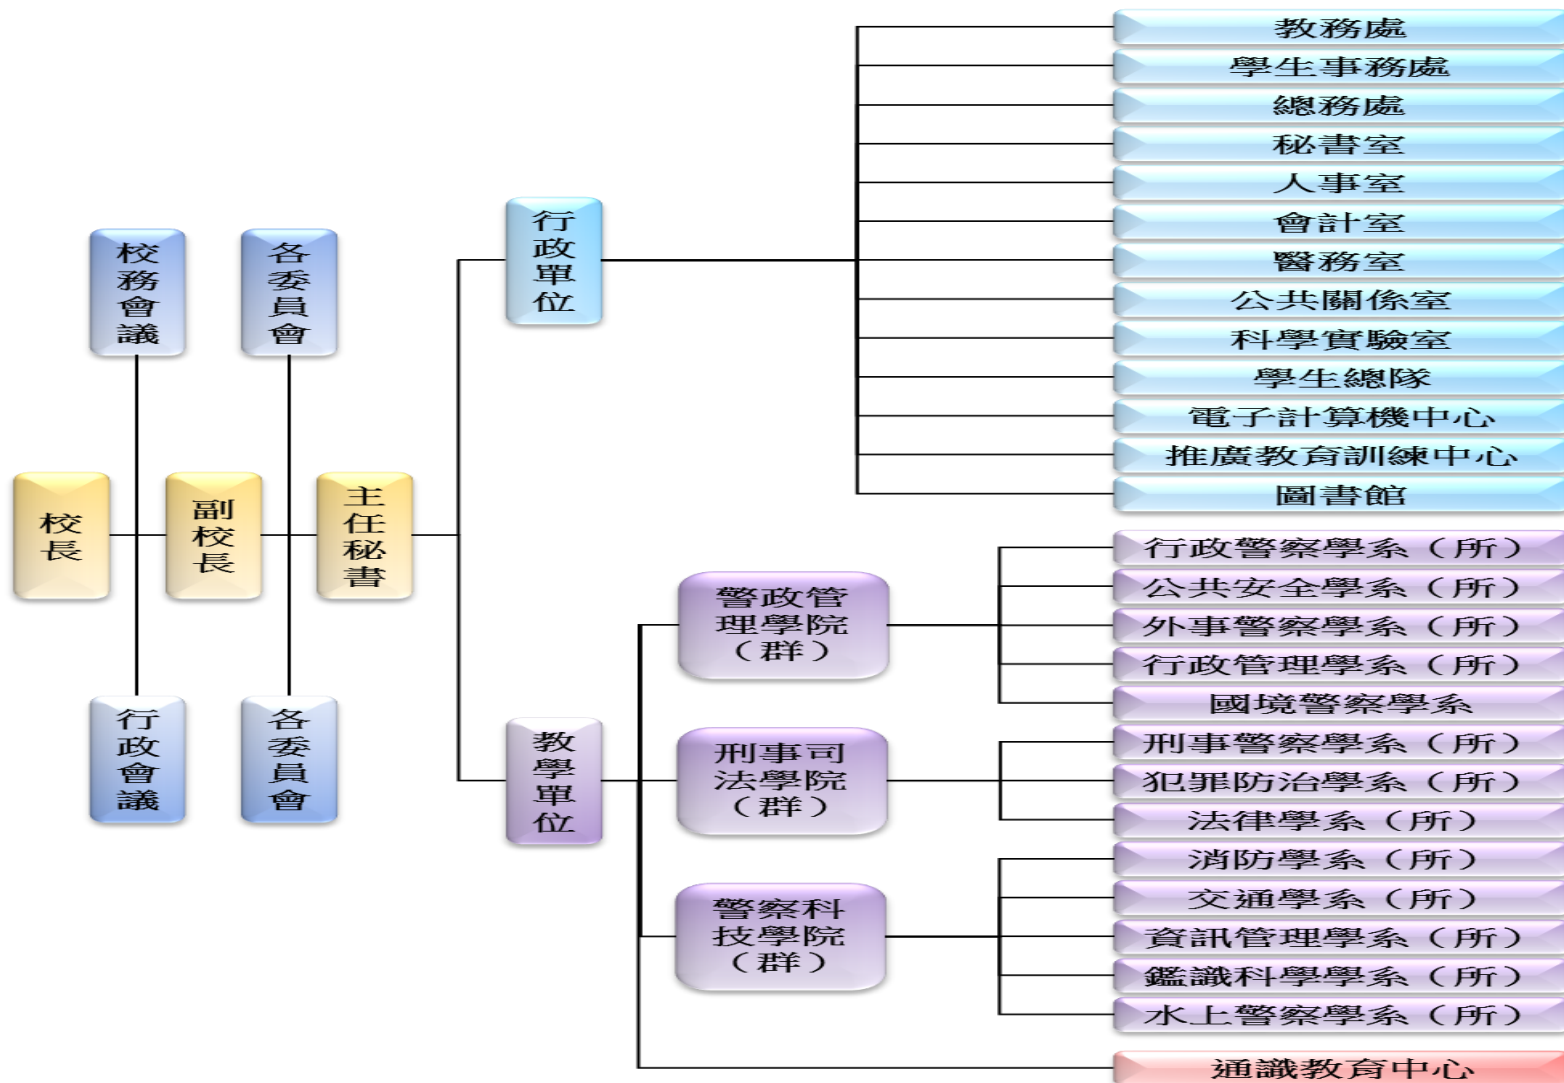 教務處
學生事務處
總務處
秘書室
人事室
會計室
醫務室
公共關係室
科學實驗室
學生總隊
電子計算機中心
推廣教育訓練中心
圖書館
行政單位
校務會議
各委員會
校長
副校長
主任秘書
行政會議
各委員會
教學單位
警政管
理學院
（群）
行政警察學系（所）
公共安全學系（所）
外事警察學系（所）
行政管理學系（所）
國境警察學系
刑事司
法學院
（群）
刑事警察學系（所）
犯罪防治學系（所）
法律學系（所）
警察科
技學院
（群）
消防學系（所）
交通學系（所）
資訊管理學系（所）
鑑識科學學系（所）
水上警察學系（所）
通識教育中心